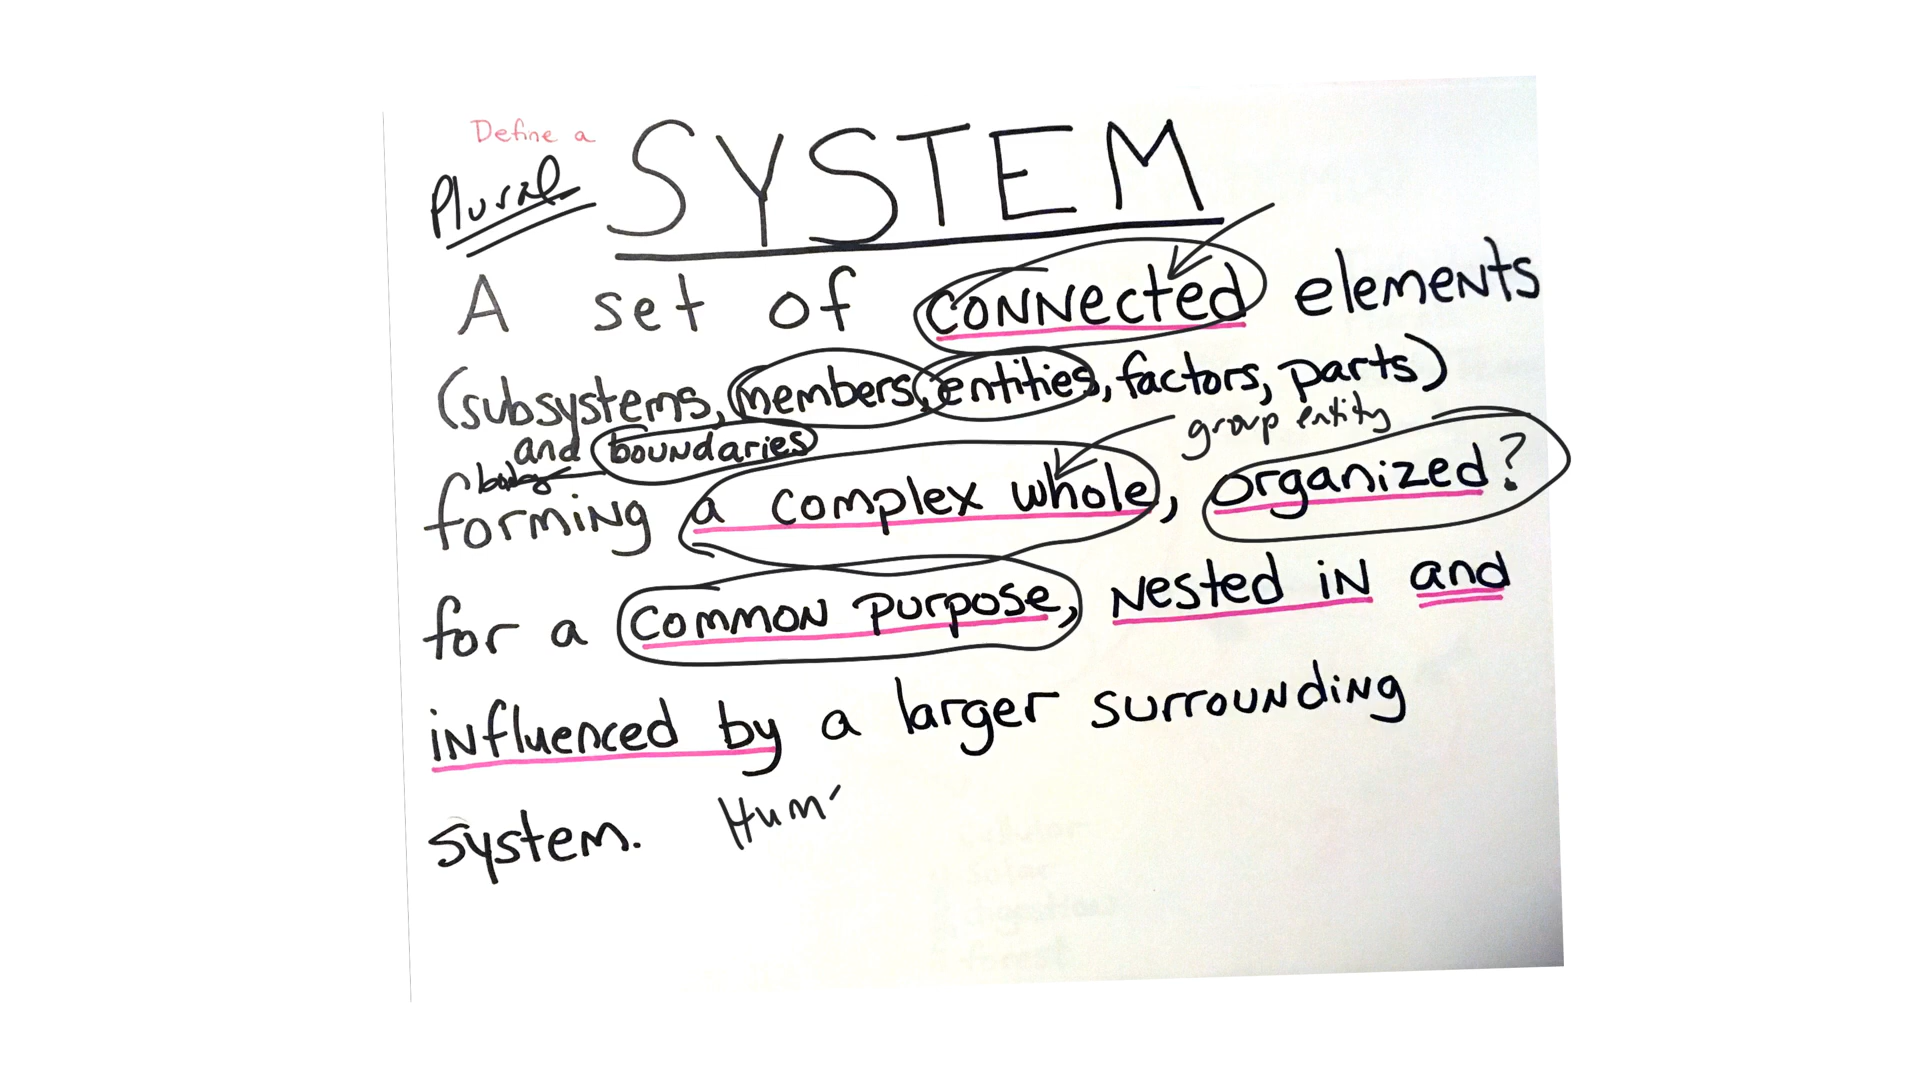 Define a
Plural SYSTEM
A set of connected elements
(subsystems, members, entities, factors, parts)
group entity
and boundaries
forming a complex whole, organized?
for a common purpose, nested in and
influenced by a larger surrounding
system. Hum